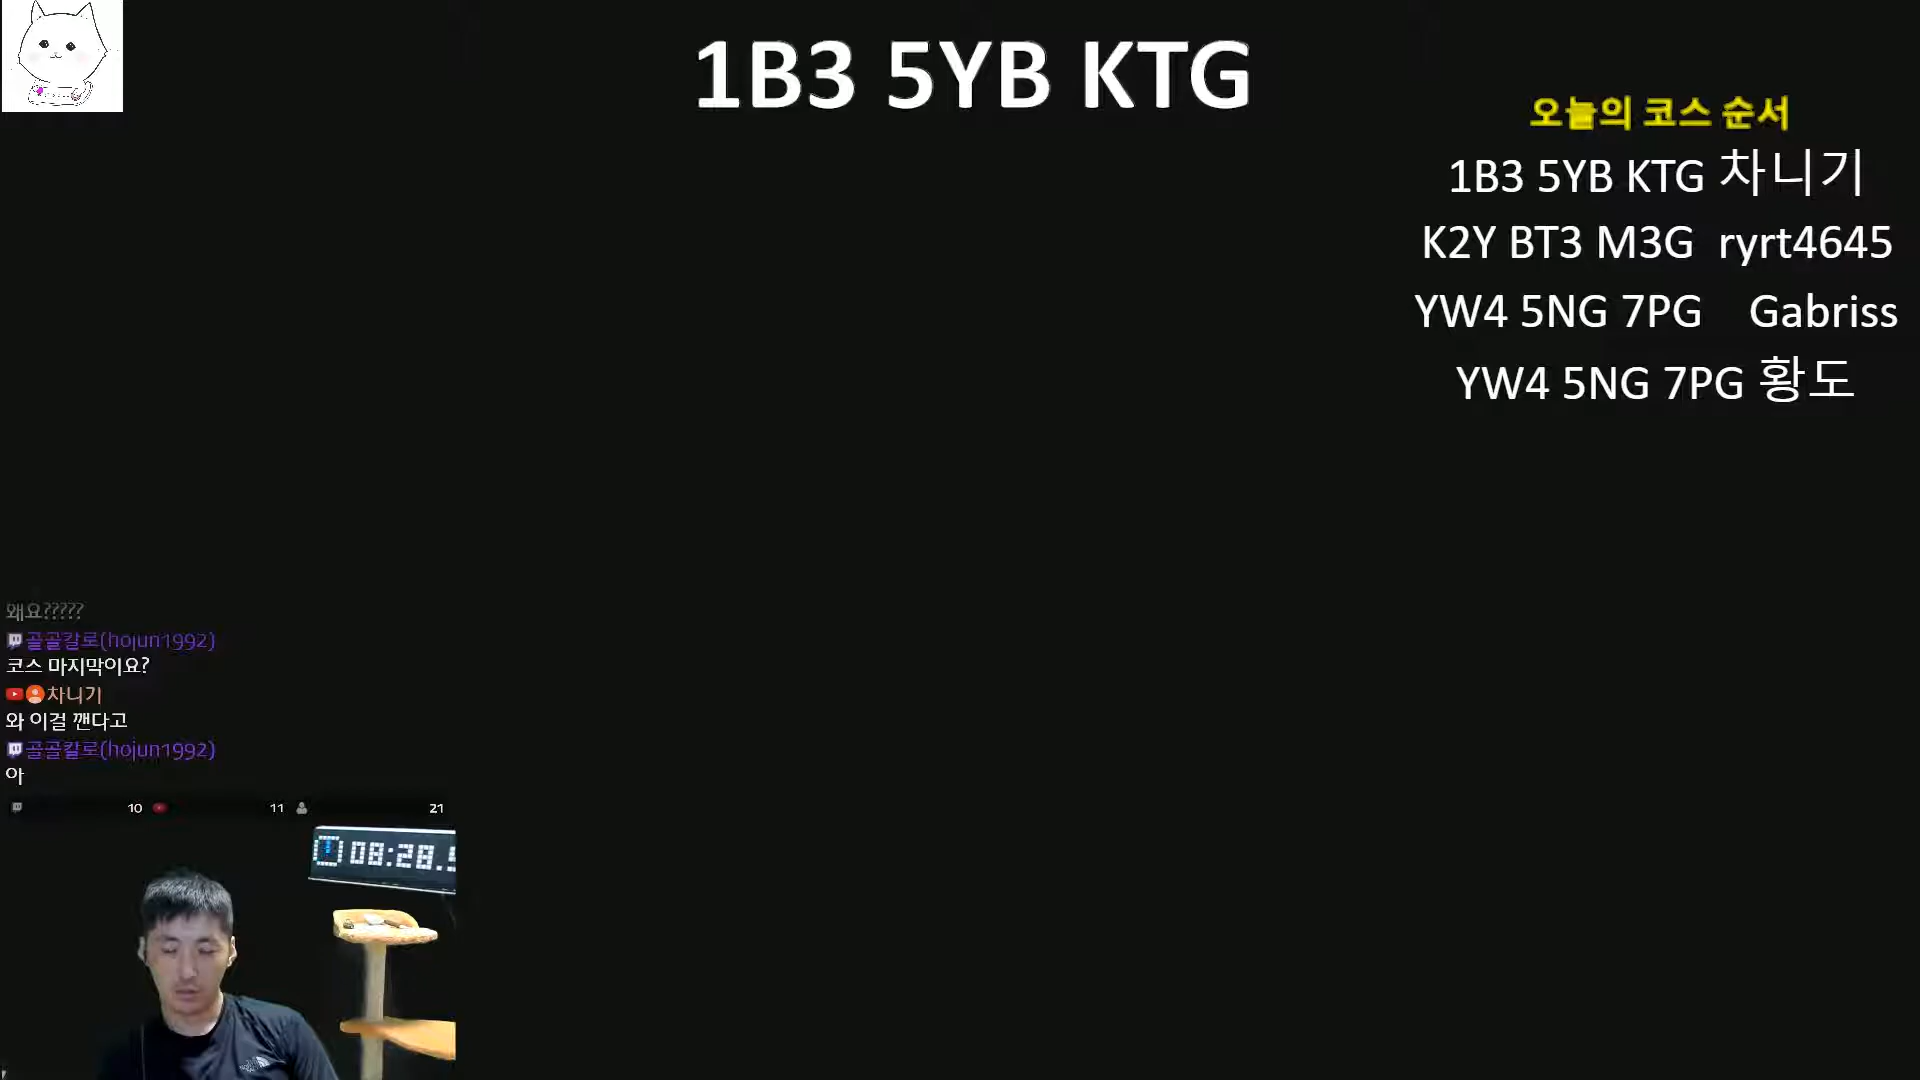 1B3 5YB KTG
오늘의 코스 순서
1B3 5YB KTG 차니기
K2Y BT3 M3G ryrt4645
YW4 5NG 7PG Gabriss
YW4 5NG 7PG 황도
왜요?????
골골칼로(hojun1992)
코스 마지막이요?
차니기
와 이걸 깬다고
골골칼로(hojun1992)
아
10 11 21
08:28.